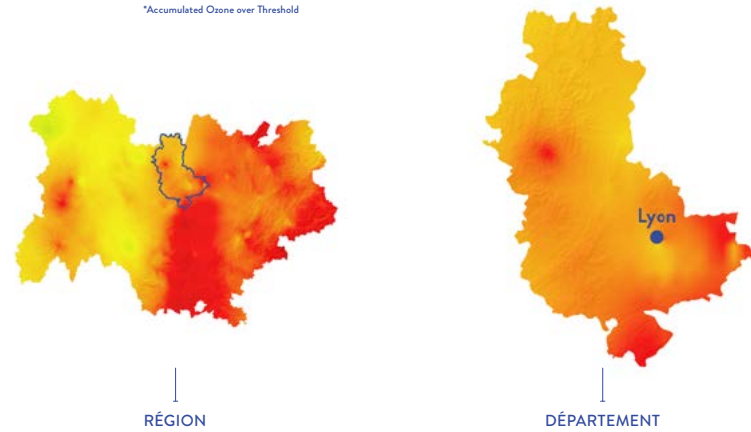 *Accumulated Ozone over Threshold
Lyon
RÉGION
DÉPARTEMENT